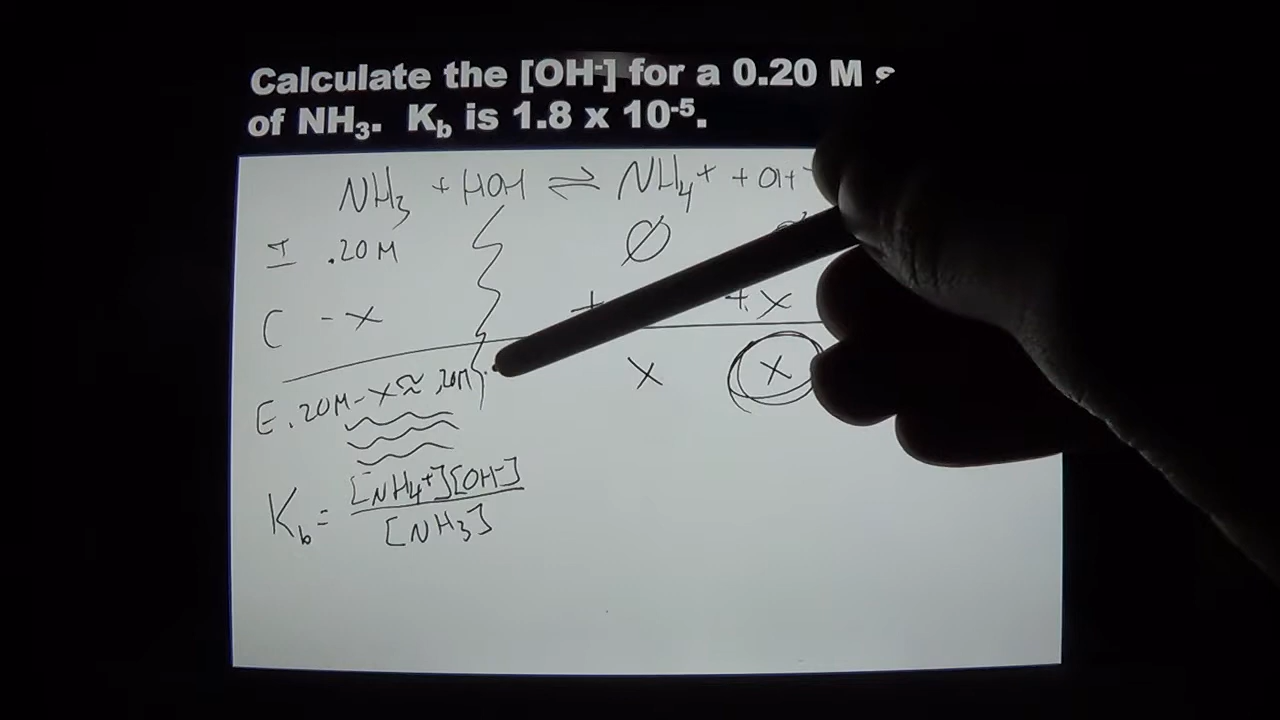 Calculate the [OH-] for a 0.20 M
of NH₃. Kb is 1.8 x 10⁻⁵.
NH₃ + HOH ⇌ NH₄⁺ + OH⁻
I .20M Ø
C -X + +X
E .20M-X≈.20M X X
Kb = [NH₄⁺][OH⁻]
[NH₃]